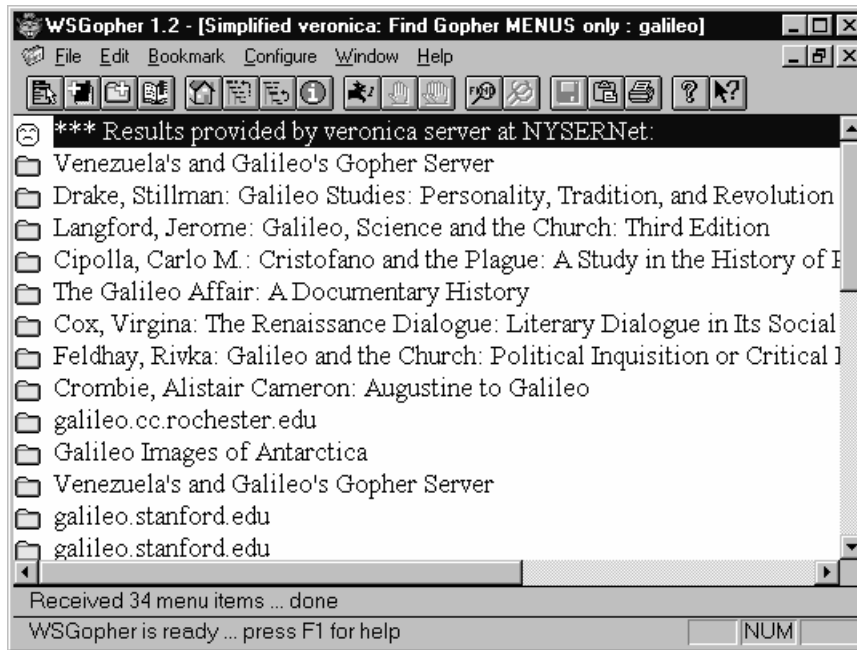 WSGopher 1.2 - [Simplified veronica: Find Gopher MENUS only : galileo]
File Edit Bookmark Configure Window Help
*** Results provided by veronica server at NYSERNet:
Venezuela's and Galileo's Gopher Server
Drake, Stillman: Galileo Studies: Personality, Tradition, and Revolution
Langford, Jerome: Galileo, Science and the Church: Third Edition
Cipolla, Carlo M.: Cristofano and the Plague: A Study in the History of
The Galileo Affair: A Documentary History
Cox, Virgina: The Renaissance Dialogue: Literary Dialogue in Its Social
Feldhay, Rivka: Galileo and the Church: Political Inquisition or Critical
Crombie, Alistair Cameron: Augustine to Galileo
galileo.cc.rochester.edu
Galileo Images of Antarctica
Venezuela's and Galileo's Gopher Server
galileo.stanford.edu
galileo.stanford.edu
Received 34 menu items ... done
WSGopher is ready ... press F1 for help NUM